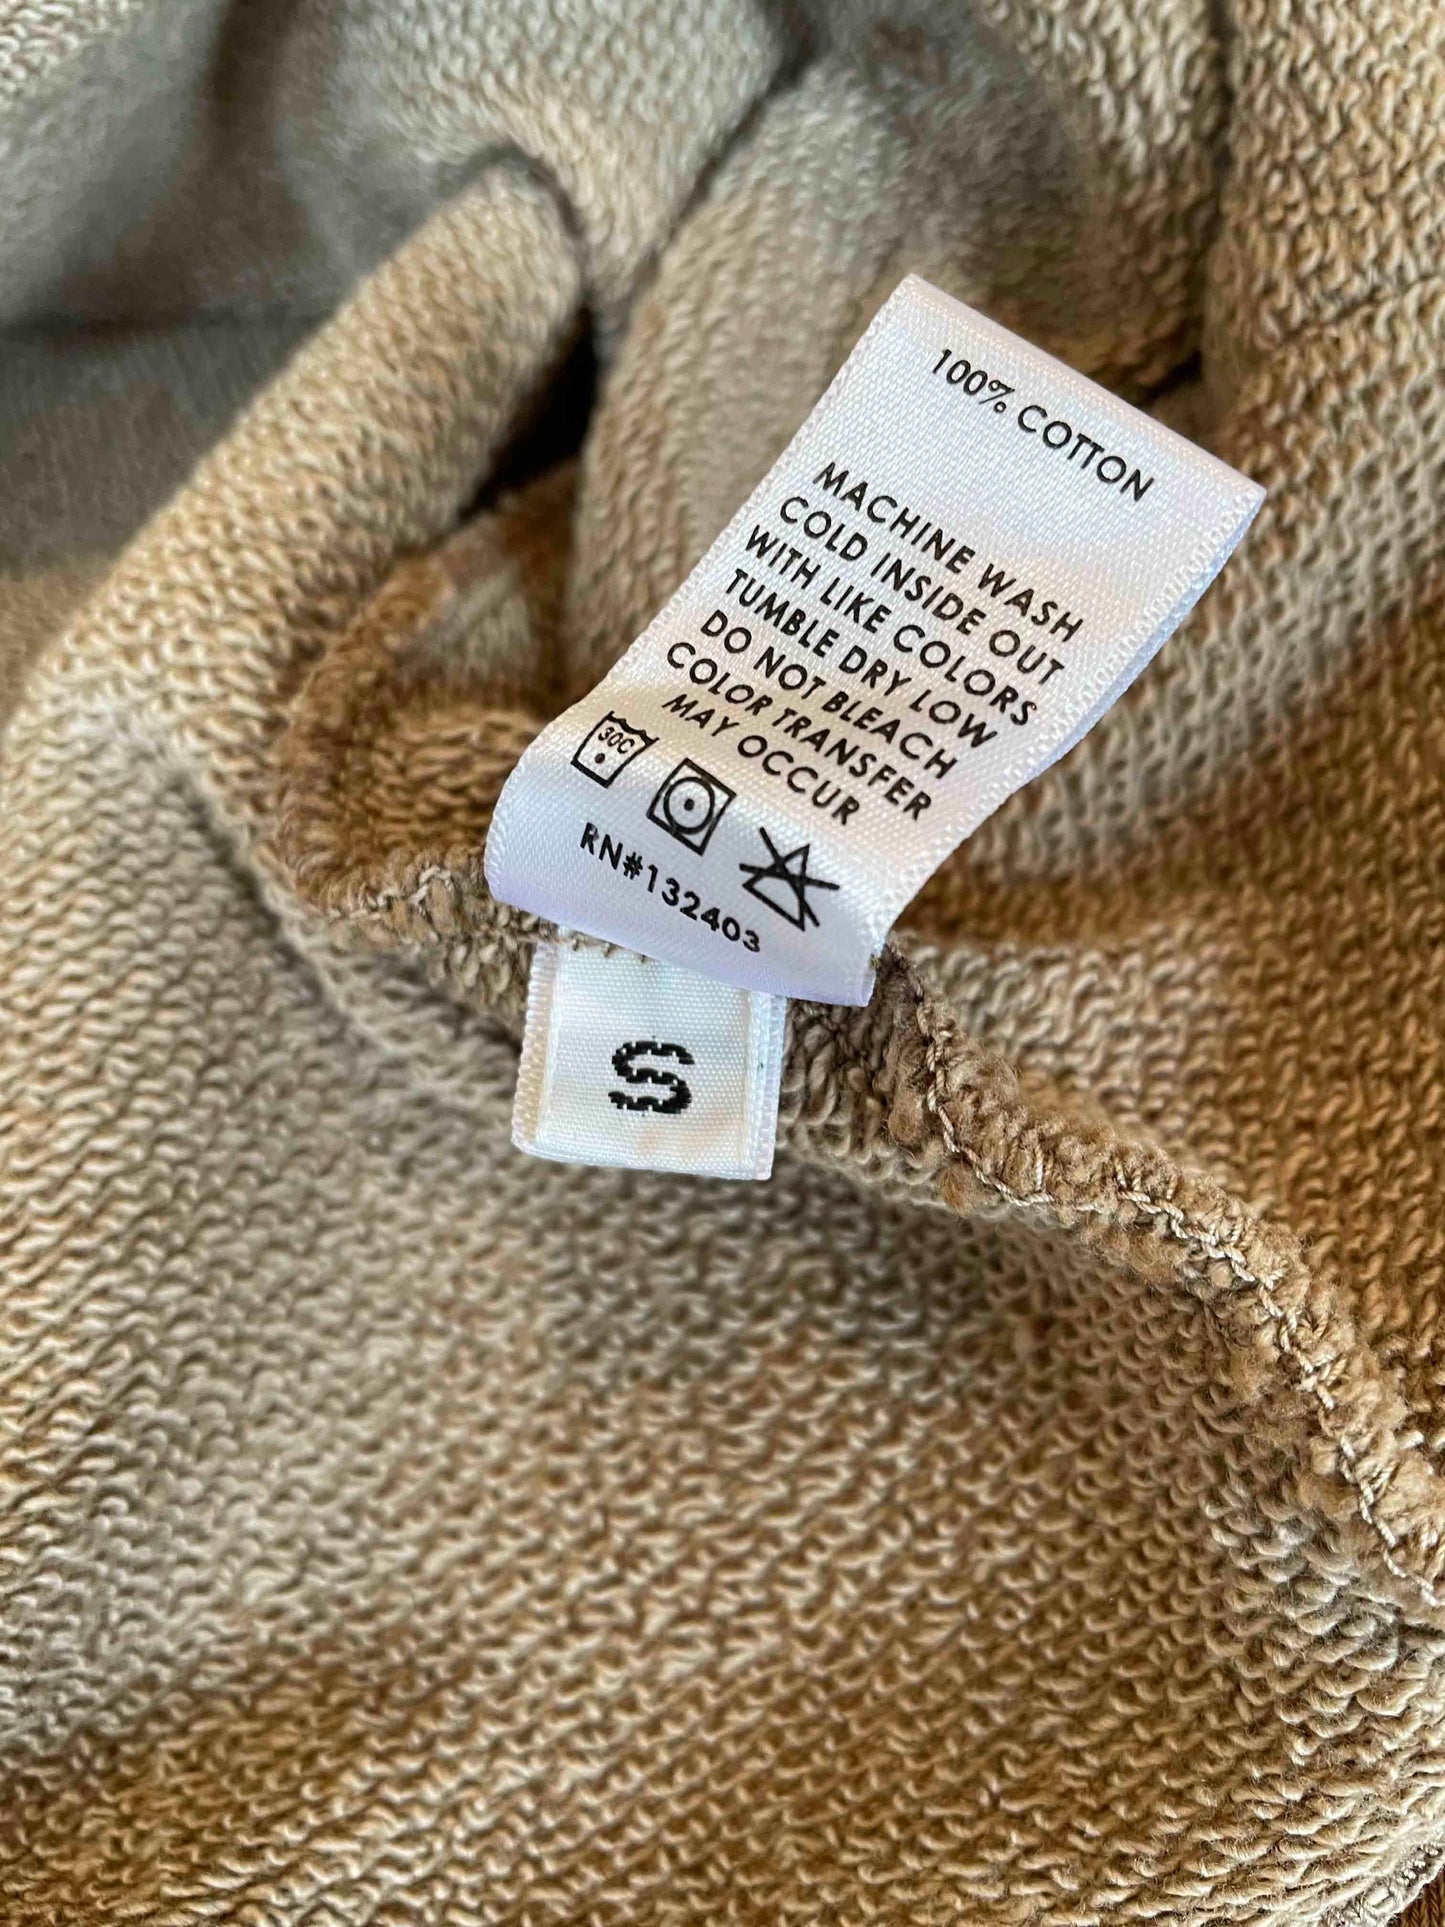 100% COTTON
MACHINE WASH
COLD INSIDE OUT
WITH LIKE COLORS
TUMBLE DRY LOW
DO NOT BLEACH
COLOR TRANSFER
MAY OCCUR
30C
RN#132403
S